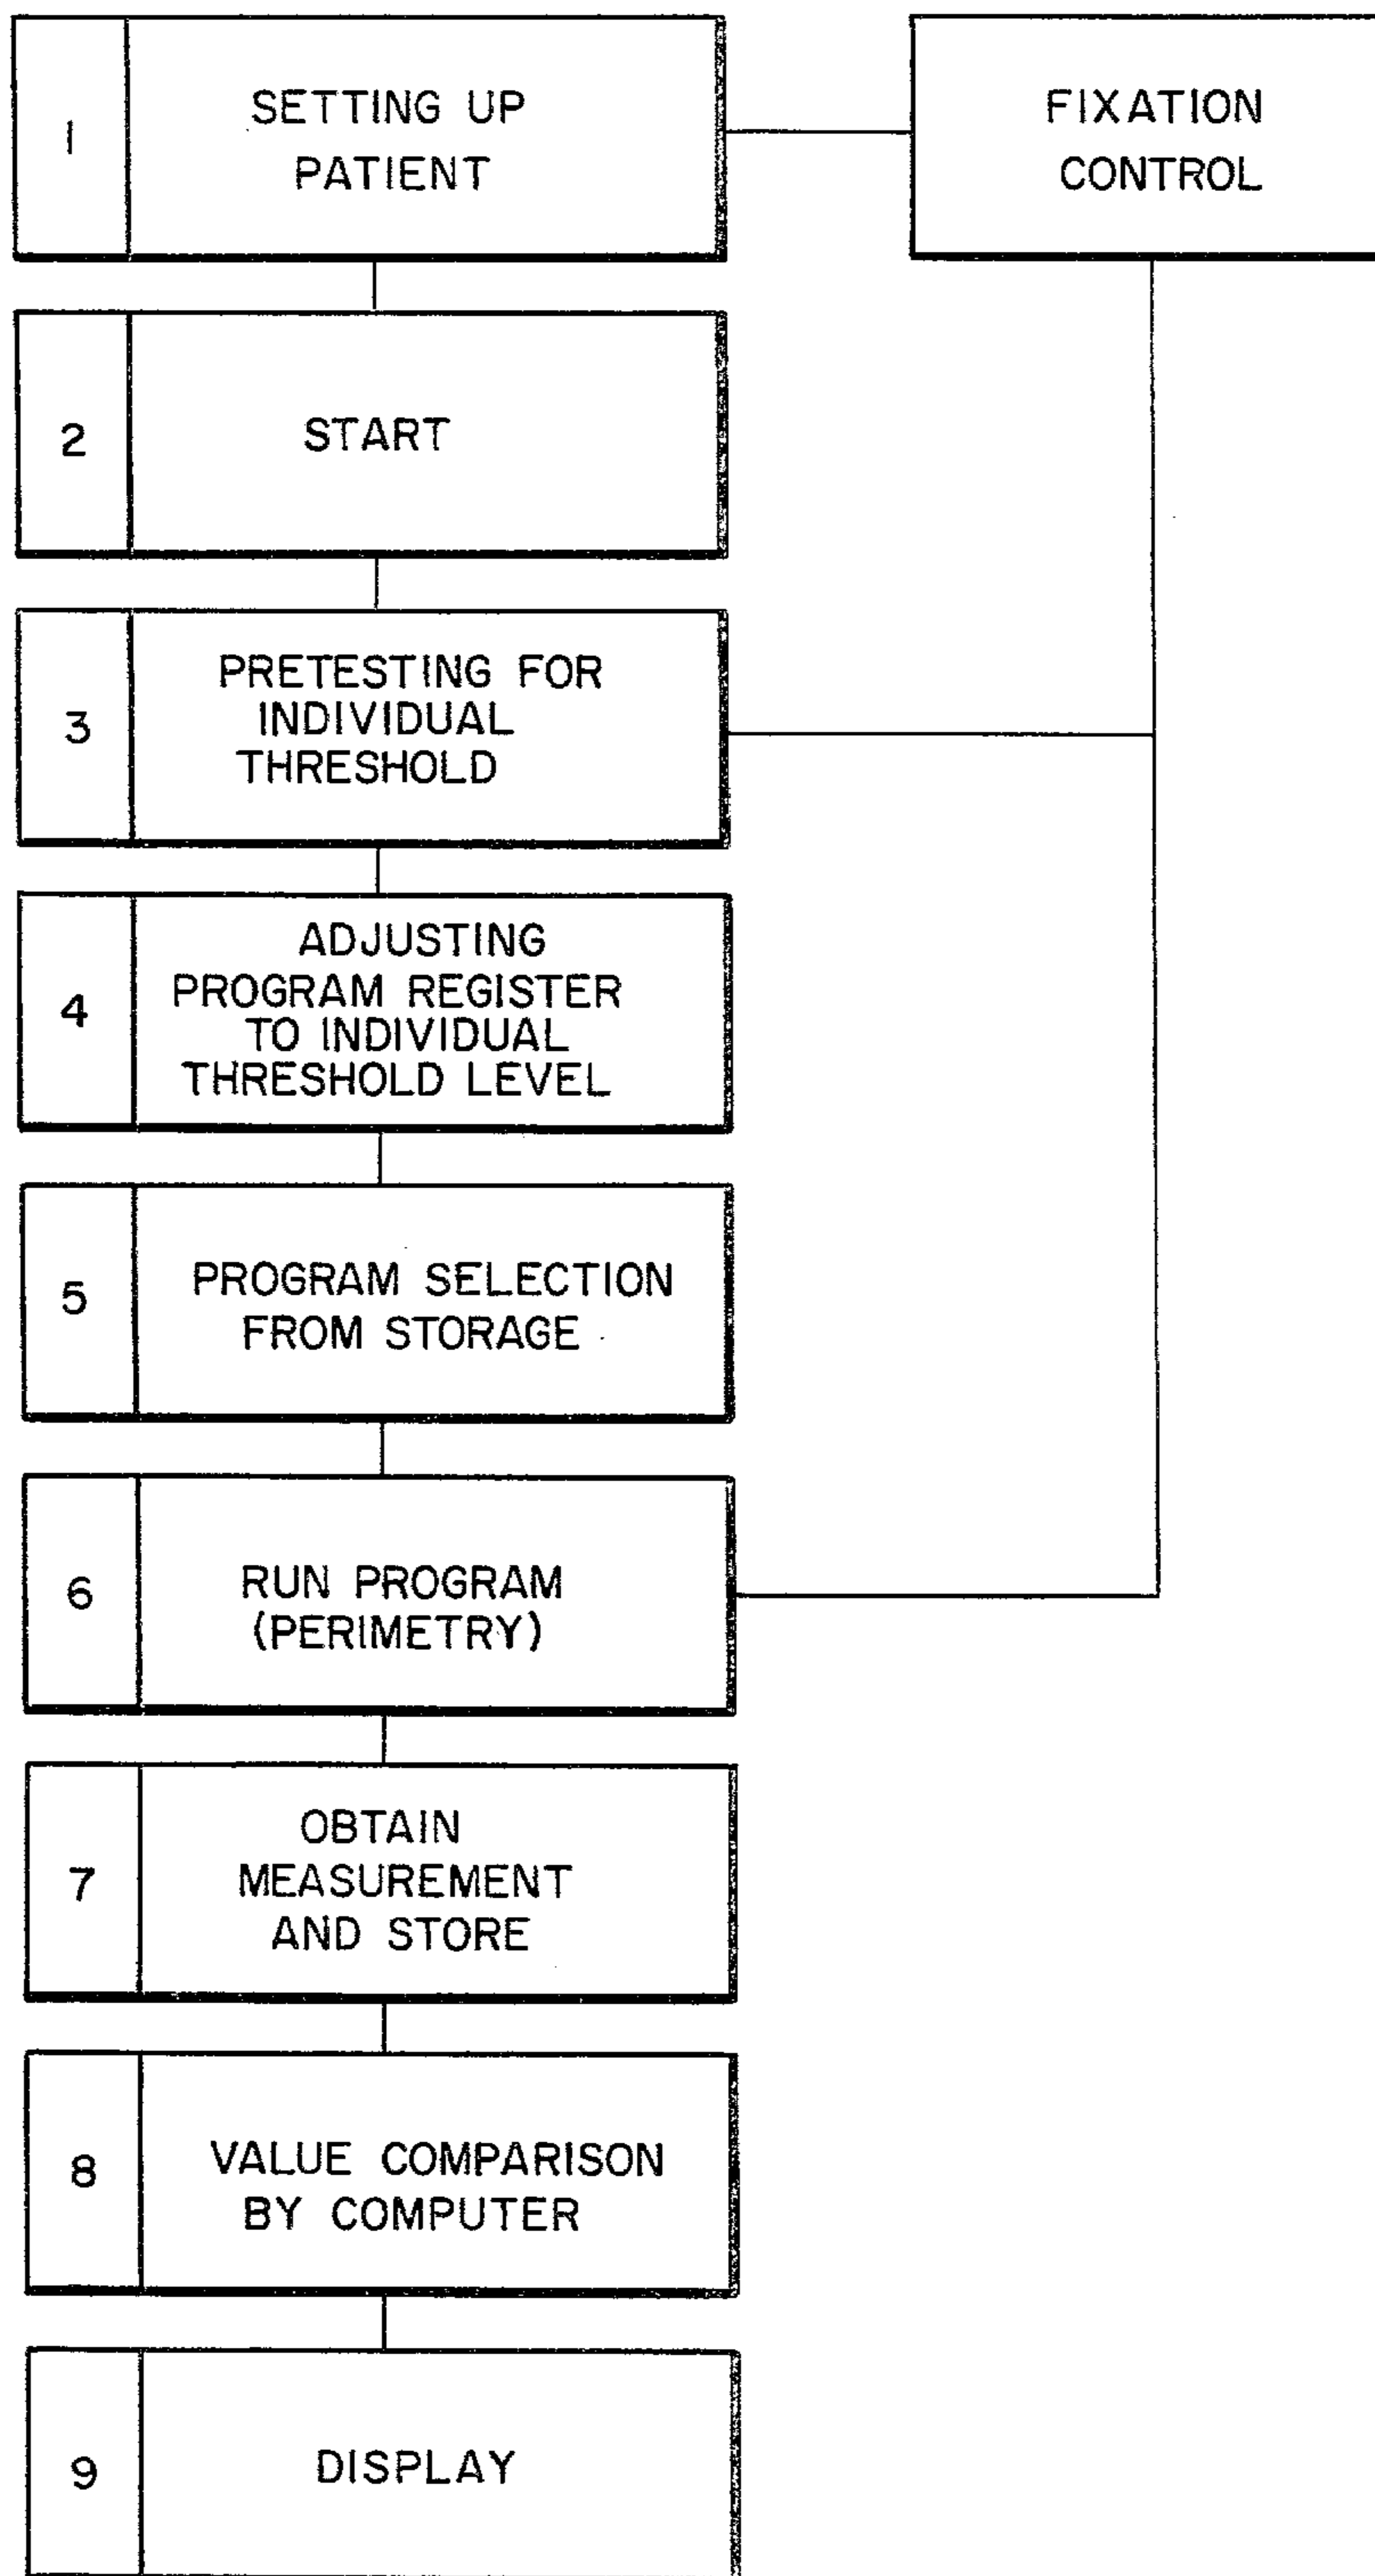 1
SETTING UP
PATIENT
FIXATION
CONTROL
2
START
3
PRETESTING FOR
INDIVIDUAL
THRESHOLD
4
ADJUSTING
PROGRAM REGISTER
TO INDIVIDUAL
THRESHOLD LEVEL
5
PROGRAM SELECTION
FROM STORAGE
6
RUN PROGRAM
(PERIMETRY)
7
OBTAIN
MEASUREMENT
AND STORE
8
VALUE COMPARISON
BY COMPUTER
9
DISPLAY